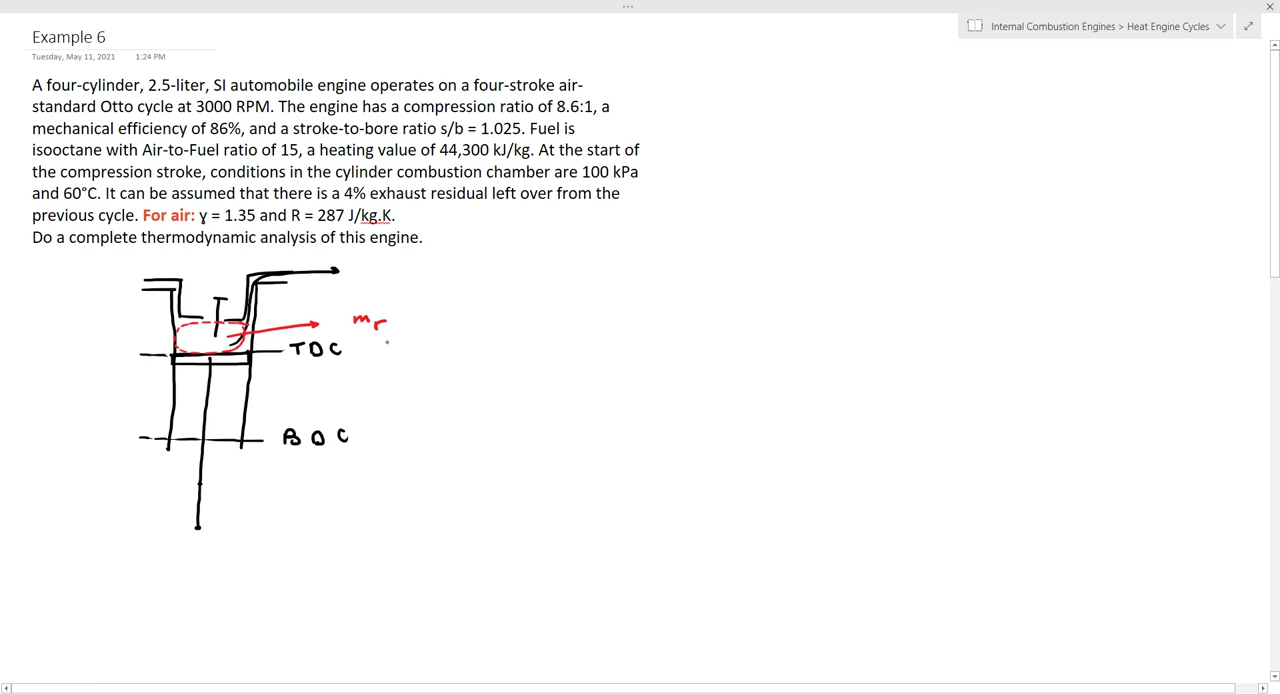 Internal Combustion Engines > Heat Engine Cycles
Example 6
Tuesday, May 11, 2021 1:24 PM
A four-cylinder, 2.5-liter, SI automobile engine operates on a four-stroke air-
standard Otto cycle at 3000 RPM. The engine has a compression ratio of 8.6:1, a
mechanical efficiency of 86%, and a stroke-to-bore ratio s/b = 1.025. Fuel is
isooctane with Air-to-Fuel ratio of 15, a heating value of 44,300 kJ/kg. At the start of
the compression stroke, conditions in the cylinder combustion chamber are 100 kPa
and 60°C. It can be assumed that there is a 4% exhaust residual left over from the
previous cycle. For air: γ = 1.35 and R = 287 J/kg.K.
Do a complete thermodynamic analysis of this engine.
mr
TDC
BDC